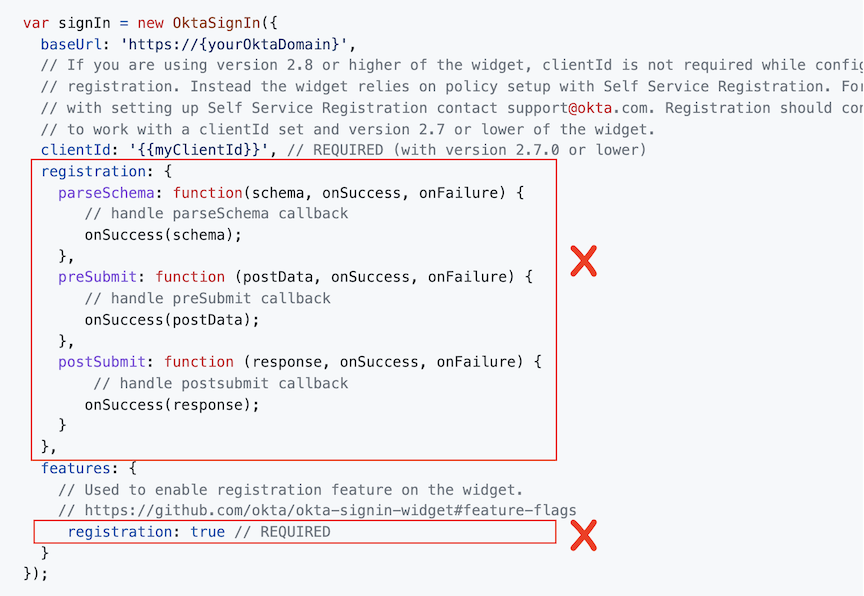 var signIn = new OktaSignIn({
  baseUrl: 'https://{yourOktaDomain}',
  // If you are using version 2.8 or higher of the widget, clientId is not required while config
  // registration. Instead the widget relies on policy setup with Self Service Registration. For
  // with setting up Self Service Registration contact support@okta.com. Registration should con
  // to work with a clientId set and version 2.7 or lower of the widget.
  clientId: '{{myClientId}}', // REQUIRED (with version 2.7.0 or lower)
  registration: {
    parseSchema: function(schema, onSuccess, onFailure) {
       // handle parseSchema callback
       onSuccess(schema);
    },
    preSubmit: function (postData, onSuccess, onFailure) {
       // handle preSubmit callback
       onSuccess(postData);
    },
    postSubmit: function (response, onSuccess, onFailure) {
        // handle postsubmit callback
       onSuccess(response);
    }
  },
  features: {
    // Used to enable registration feature on the widget.
    // https://github.com/okta/okta-signin-widget#feature-flags
     registration: true // REQUIRED
  }
});